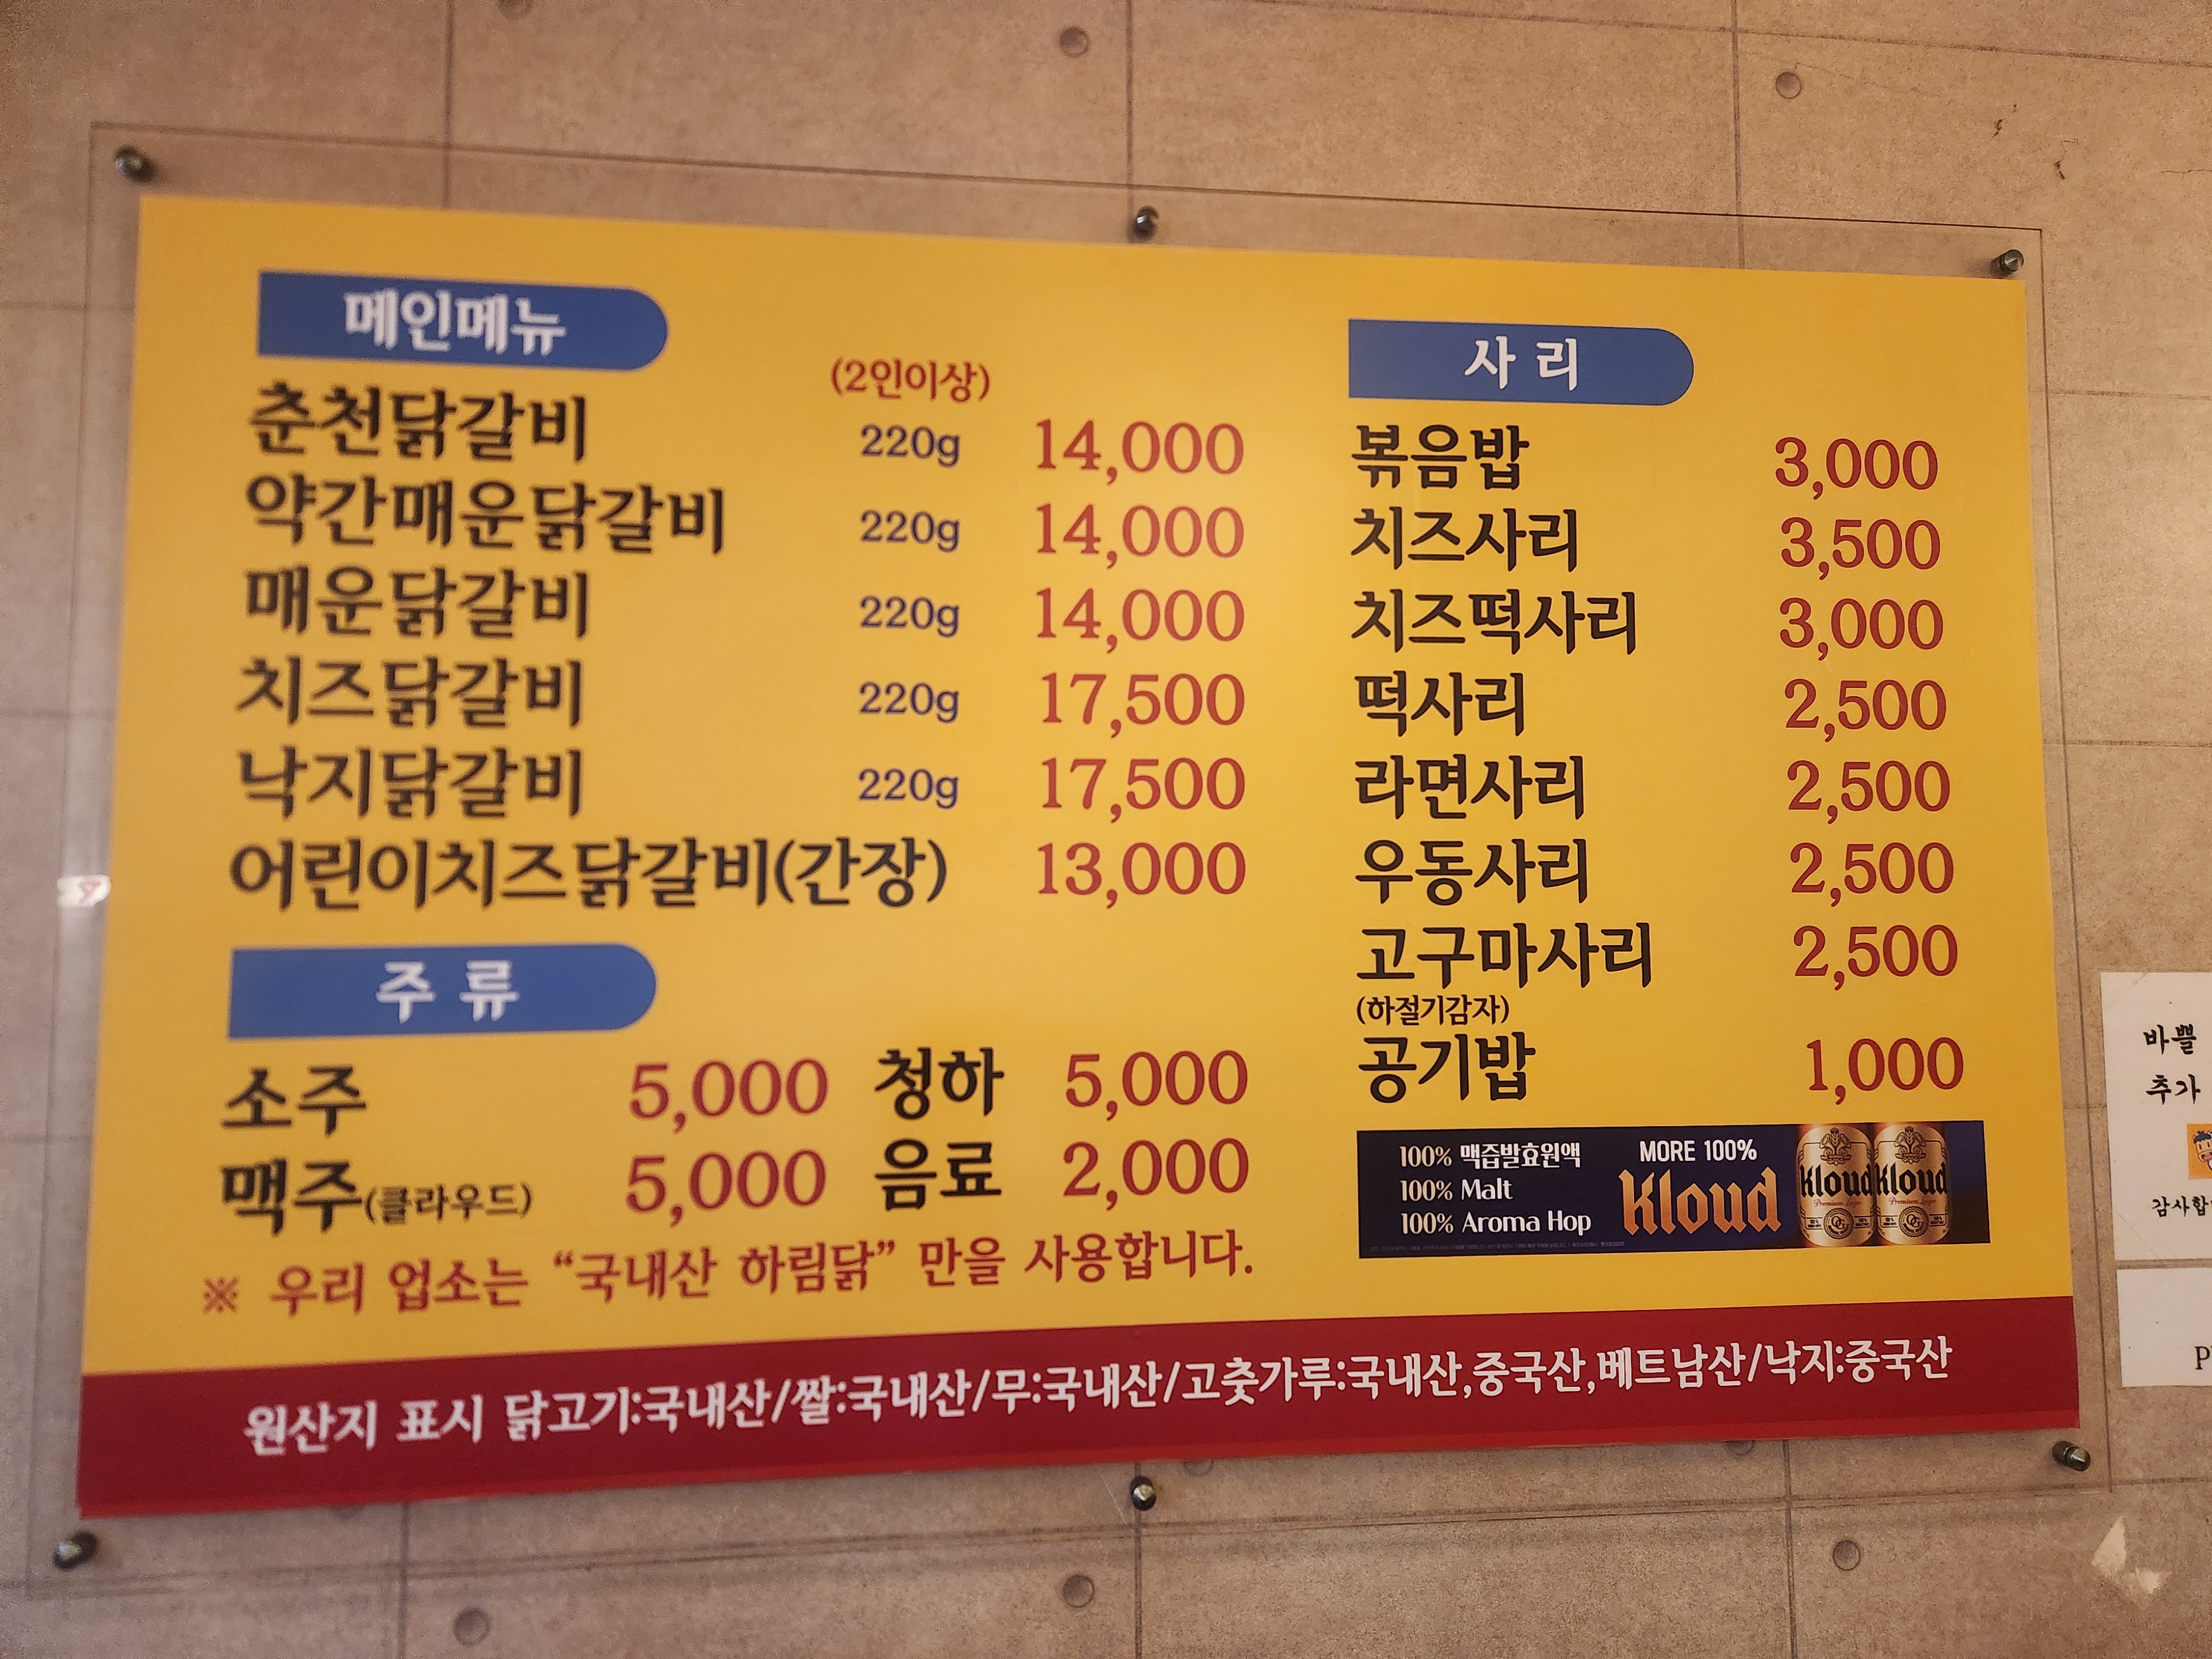 메인메뉴
(2인이상)
춘천닭갈비 220g 14,000
약간매운닭갈비 220g 14,000
매운닭갈비 220g 14,000
치즈닭갈비 220g 17,500
낙지닭갈비 220g 17,500
어린이치즈닭갈비(간장) 13,000
주 류
소주 5,000 청하 5,000
맥주(클라우드) 5,000 음료 2,000
※ 우리 업소는 “국내산 하림닭” 만을 사용합니다.
사 리
볶음밥 3,000
치즈사리 3,500
치즈떡사리 3,000
떡사리 2,500
라면사리 2,500
우동사리 2,500
고구마사리 2,500
(하절기감자)
공기밥 1,000
100% 맥즙발효원액
100% Malt
100% Aroma Hop
MORE 100%
Kloud
Kloud Kloud
Premium Lager Premium Lager
원산지 표시 닭고기:국내산/쌀:국내산/무:국내산/고춧가루:국내산,중국산,베트남산/낙지:중국산
바쁠
추가